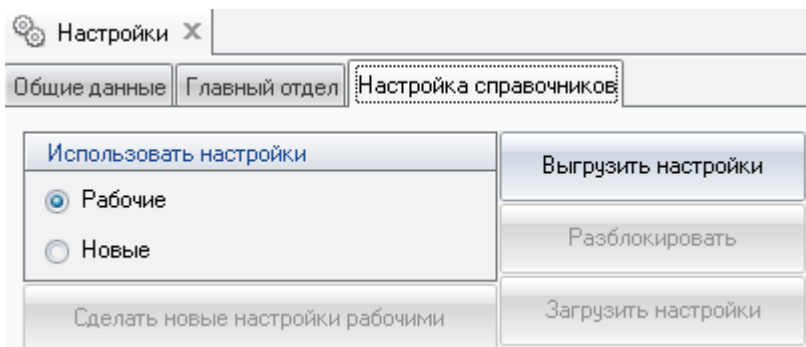 Настройки
Общие данные Главный отдел Настройка справочников
Использовать настройки
Выгрузить настройки
Рабочие
Разблокировать
Новые
Сделать новые настройки рабочими
Загрузить настройки